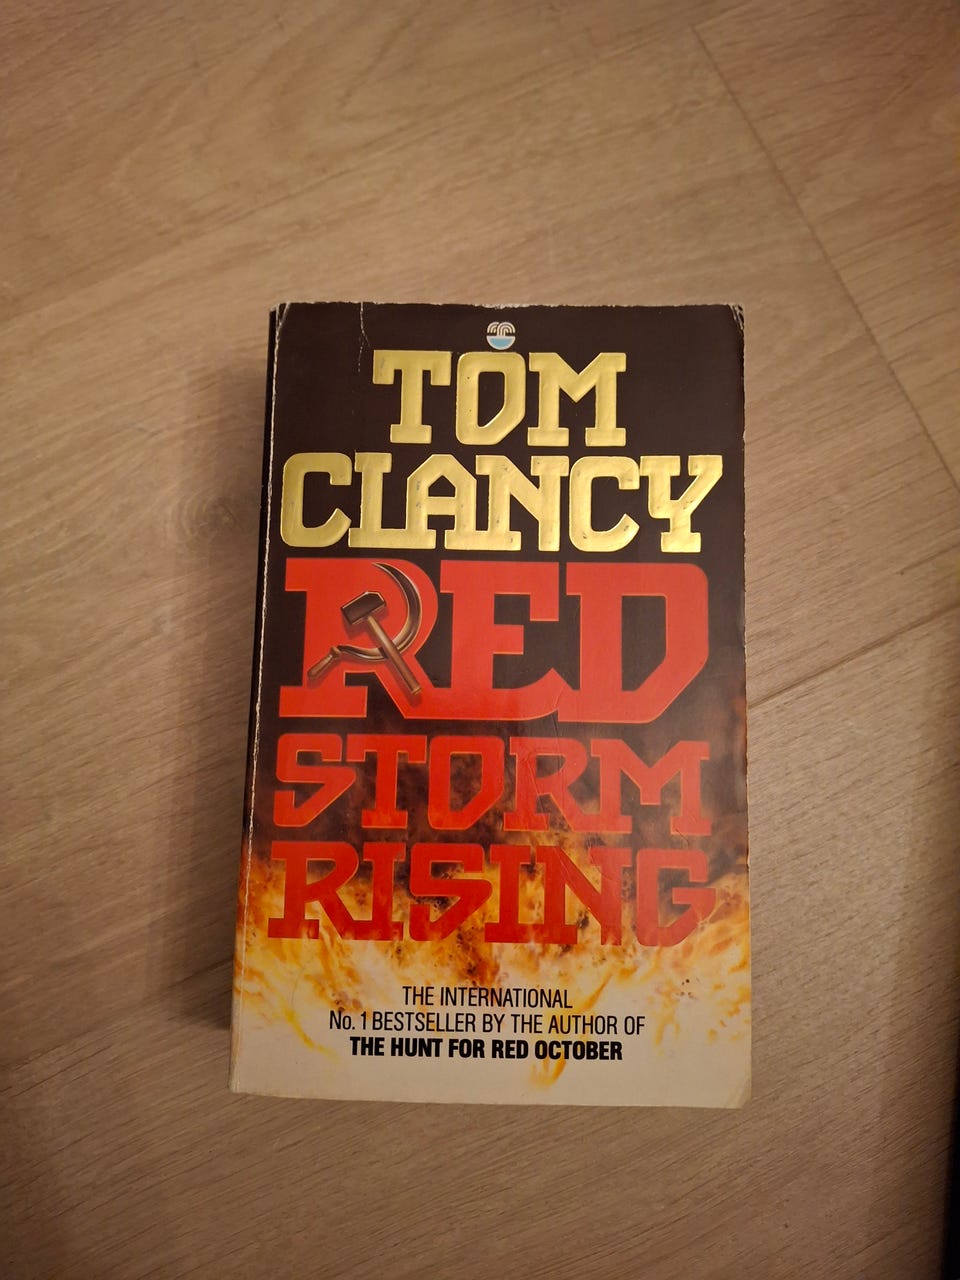 TOM
CLANCY
RED
STORM
RISING
THE INTERNATIONAL
No. 1 BESTSELLER BY THE AUTHOR OF
THE HUNT FOR RED OCTOBER